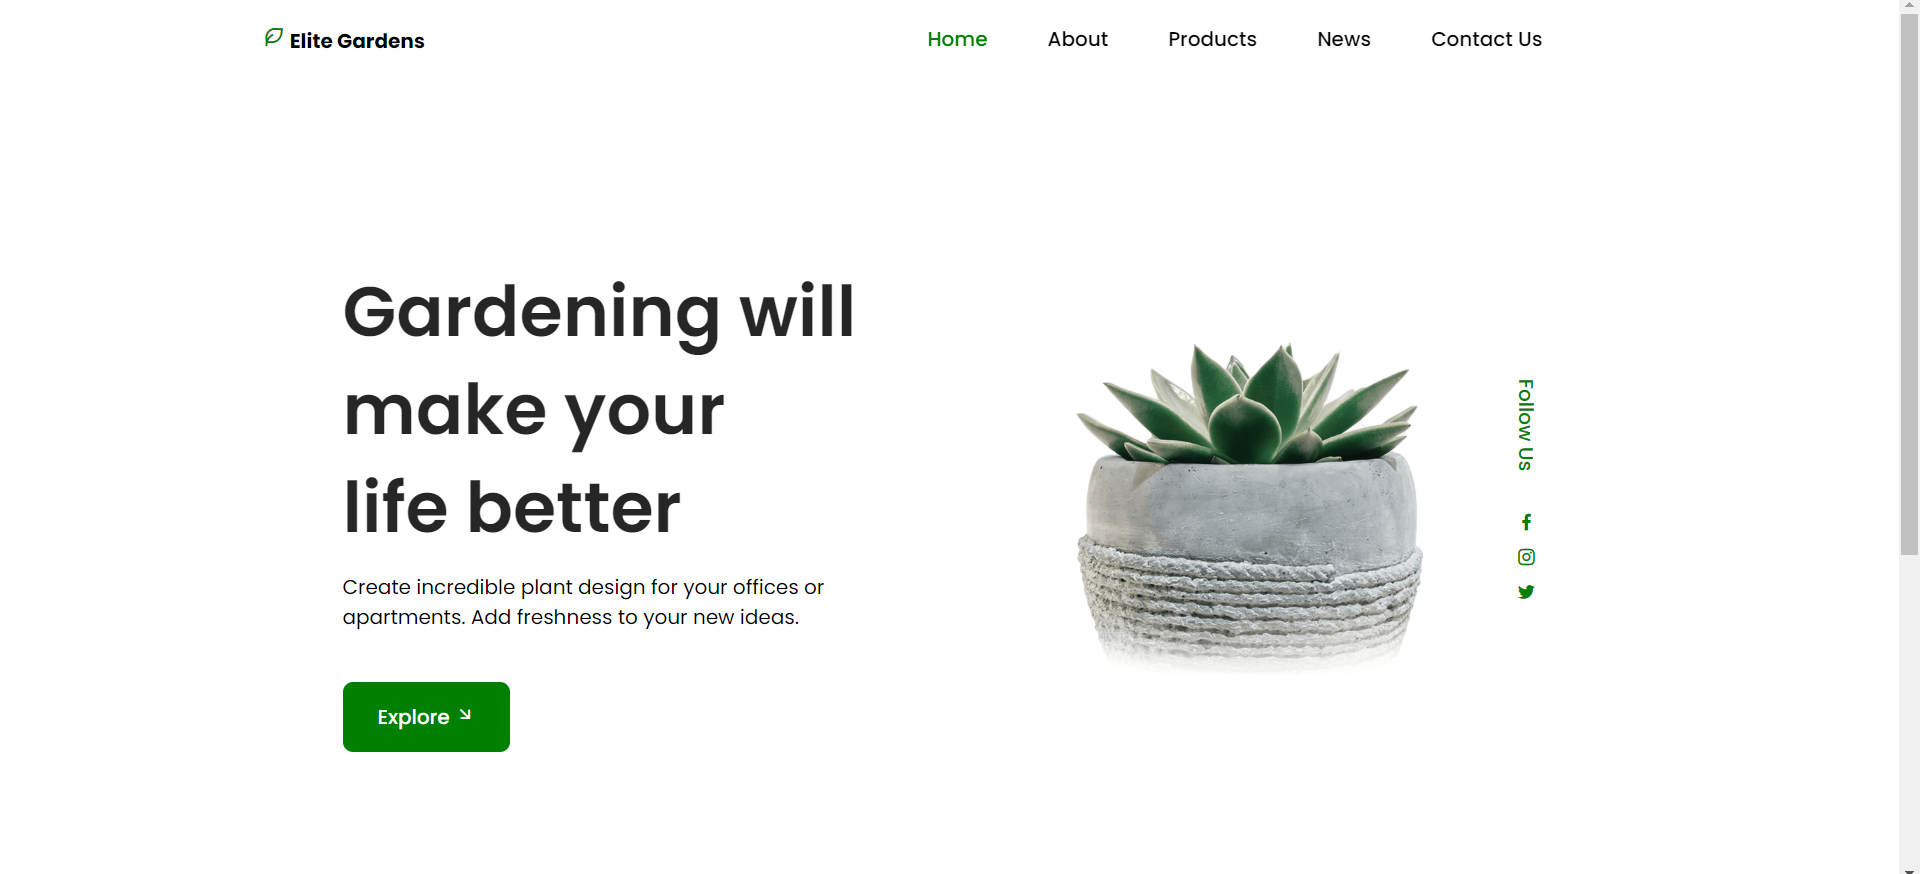 Elite Gardens
Home
About
Products
News
Contact Us
Gardening will
make your
life better
Create incredible plant design for your offices or
apartments. Add freshness to your new ideas.
Explore
Follow Us